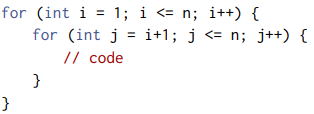 for (int i = 1; i <= n; i++) {
    for (int j = i+1; j <= n; j++) {
        // code
    }
}